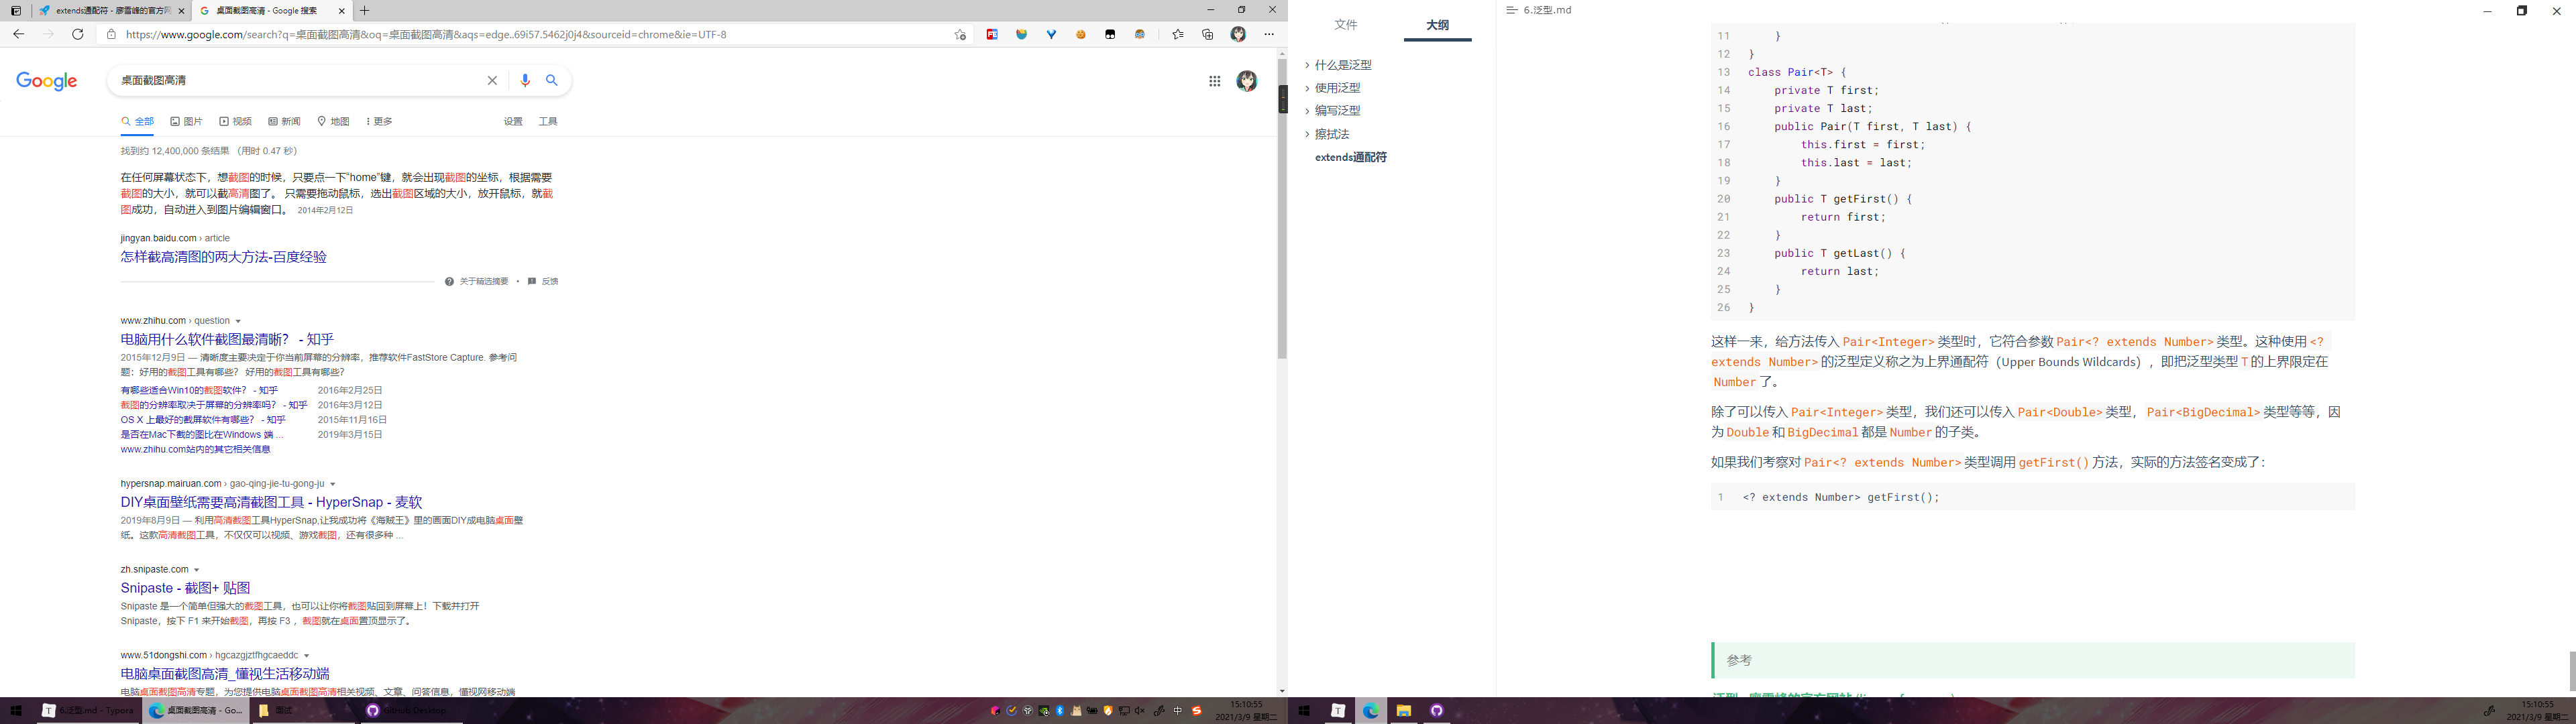 extends通配符 - 廖雪峰的官方网
桌面截图高清 - Google 搜索
https://www.google.com/search?q=桌面截图高清&oq=桌面截图高清&aqs=edge..69i57.5462j0j4&sourceid=chrome&ie=UTF-8
Google
桌面截图高清
全部 图片 视频 新闻 地图 更多 设置 工具
找到约 12,400,000 条结果 （用时 0.47 秒）
在任何屏幕状态下，想截图的时候，只要点一下“home”键，就会出现截图的坐标，根据需要
截图的大小，就可以截高清图了。 只需要拖动鼠标，选出截图区域的大小，放开鼠标，就截
图成功，自动进入到图片编辑窗口。 2014年2月12日
jingyan.baidu.com › article
怎样截高清图的两大方法-百度经验
关于精选摘要 • 反馈
www.zhihu.com › question
电脑用什么软件截图最清晰？ - 知乎
2015年12月9日 — 清晰度主要决定于你当前屏幕的分辨率，推荐软件FastStore Capture. 参考问
题：好用的截图工具有哪些？ 好用的截图工具有哪些？
有哪些适合Win10的截图软件？ - 知乎 2016年2月25日
截图的分辨率取决于屏幕的分辨率吗？ - 知乎 2016年3月12日
OS X 上最好的截屏软件有哪些？ - 知乎 2015年11月16日
是否在Mac下截的图比在Windows 端 ... 2019年3月15日
www.zhihu.com站内的其它相关信息
hypersnap.mairuan.com › gao-qing-jie-tu-gong-ju
DIY桌面壁纸需要高清截图工具 - HyperSnap - 麦软
2019年8月9日 — 利用高清截图工具HyperSnap,让我成功将《海贼王》里的画面DIY成电脑桌面壁
纸。这款高清截图工具，不仅仅可以视频、游戏截图，还有很多种 ...
zh.snipaste.com
Snipaste - 截图+ 贴图
Snipaste 是一个简单但强大的截图工具，也可以让你将截图贴回到屏幕上！下载并打开
Snipaste，按下 F1 来开始截图，再按 F3 ，截图就在桌面置顶显示了。
www.51dongshi.com › hgcazgjztfhgcaeddc
电脑桌面截图高清_懂视生活移动端
电脑桌面截图高清专题，为您提供电脑桌面截图高清相关视频、文章、问答信息，懂视网移动端
6.泛型.md - Typora
桌面截图高清 - Go...
面试
GitHub Desktop
中
15:10:55
2021/3/9 星期二
文件 大纲
什么是泛型
使用泛型
编写泛型
擦拭法
extends通配符
6.泛型.md
11 }
12 }
13 class Pair<T> {
14 private T first;
15 private T last;
16 public Pair(T first, T last) {
17 this.first = first;
18 this.last = last;
19 }
20 public T getFirst() {
21 return first;
22 }
23 public T getLast() {
24 return last;
25 }
26 }
这样一来，给方法传入 Pair<Integer> 类型时，它符合参数 Pair<? extends Number> 类型。这种使用 <?
extends Number> 的泛型定义称之为上界通配符（Upper Bounds Wildcards），即把泛型类型 T 的上界限定在
Number 了。
除了可以传入 Pair<Integer> 类型，我们还可以传入 Pair<Double> 类型， Pair<BigDecimal> 类型等等，因
为 Double 和 BigDecimal 都是 Number 的子类。
如果我们考察对 Pair<? extends Number> 类型调用 getFirst() 方法，实际的方法签名变成了：
1 <? extends Number> getFirst();
参考
15:10:55
2021/3/9 星期二